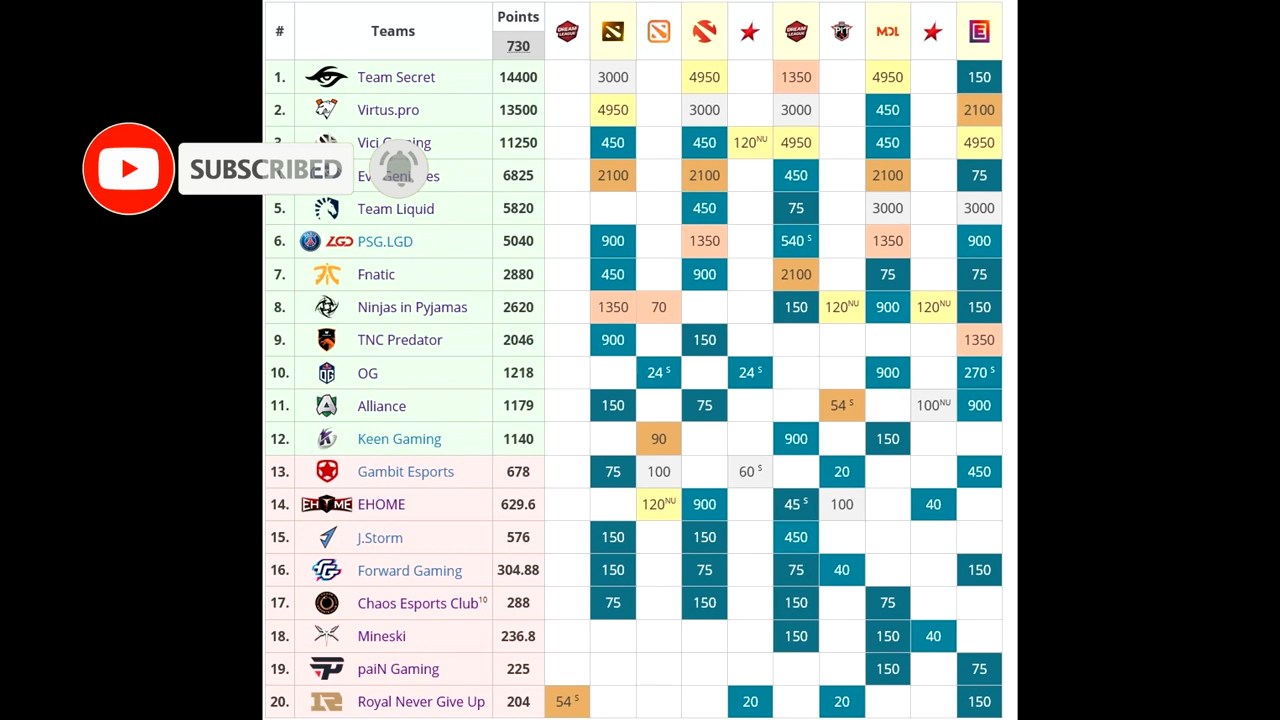 # Teams Points
730
1. Team Secret 14400 3000 4950 1350 4950 150
2. Virtus.pro 13500 4950 3000 3000 450 2100
Vici 11250 450 450 120NU 4950 450 4950
SUBSCRIBED
6825 2100 2100 450 2100 75
5. Team Liquid 5820 450 75 3000 3000
6. LGD PSG.LGD 5040 900 1350 540 S 1350 900
7. Fnatic 2880 450 900 2100 75 75
8. Ninjas in Pyjamas 2620 1350 70 150 120NU 900 120NU 150
9. TNC Predator 2046 900 150 1350
10. OG OG 1218 24 S 24 S 900 270 S
11. Alliance 1179 150 75 54 S 100NU 900
12. Keen Gaming 1140 90 900 150
13. Gambit Esports 678 75 100 60 S 20 450
14. EHOME EHOME 629.6 120NU 900 45 S 100 40
15. J.Storm 576 150 150 450
16. Forward Gaming 304.88 150 75 75 40 150
17. Chaos Esports Club10 288 75 150 150 75
18. Mineski 236.8 150 150 40
19. paiN Gaming 225 150 75
20. Royal Never Give Up 204 54 S 20 20 150